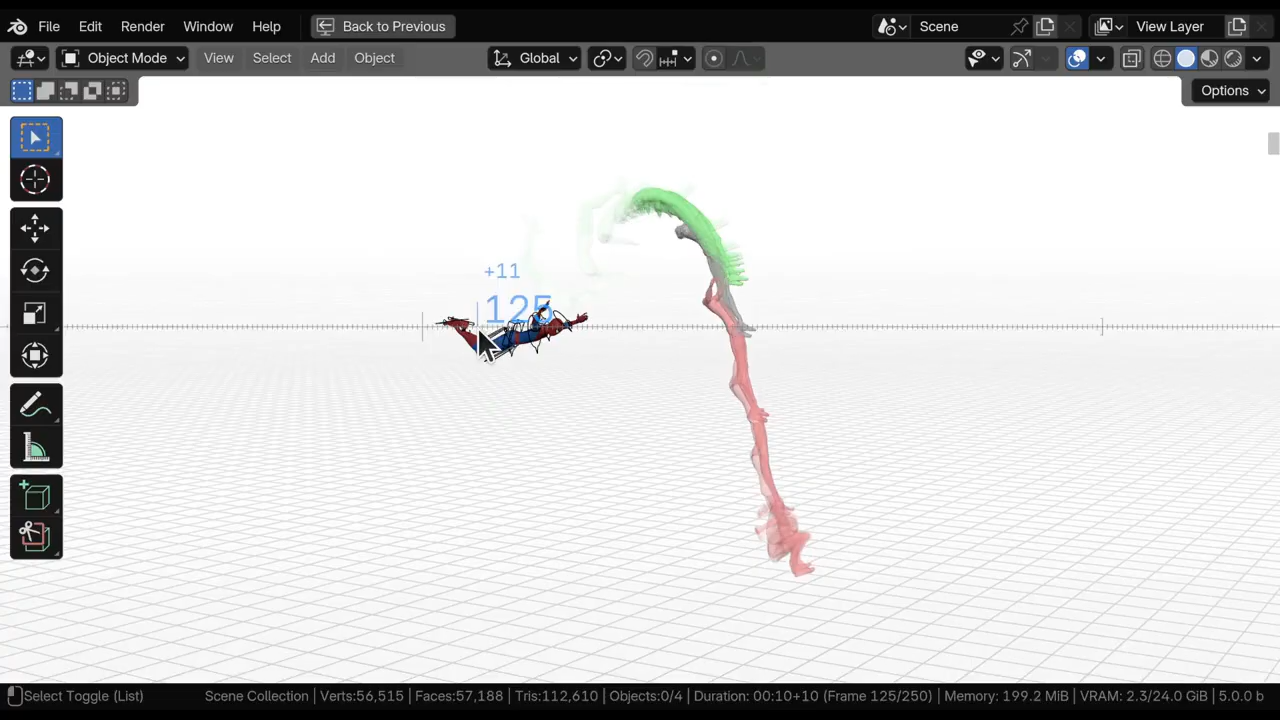 File Edit Render Window Help Back to Previous Scene View Layer
Object Mode View Select Add Object Global
Options
+11
125
Select Toggle (List) Scene Collection | Verts:56,515 | Faces:57,188 | Tris:112,610 | Objects:0/4 | Duration: 00:10+10 (Frame 125/250) | Memory: 199.2 MiB | VRAM: 2.3/24.0 GiB | 5.0.0 b